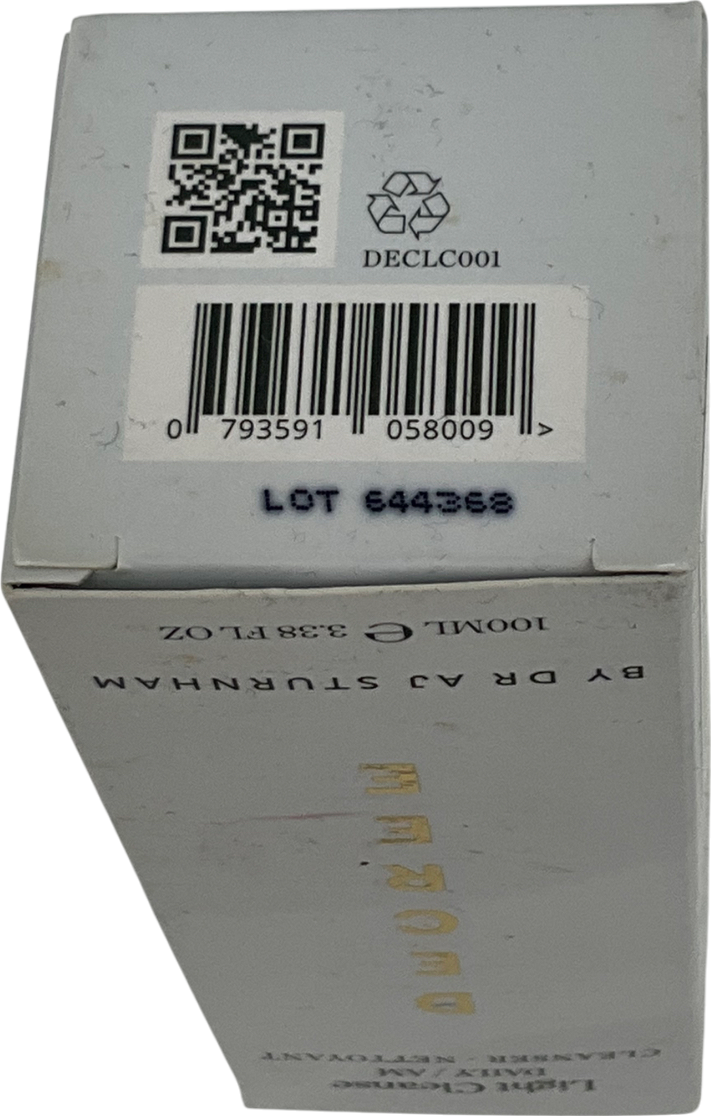 DECLC001
0 793591 058009 >
LOT 644368
Light Cleanse
DAILY / AM
CLEANSER · NETTOYANT
DECREE
BY DR AJ STURNHAM
100ML ℮ 3.38 FL OZ